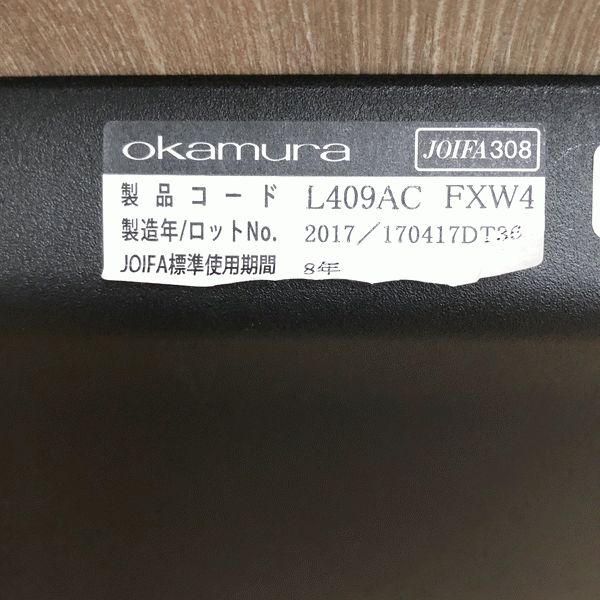 okamura JOIFA308
製品コード L409AC FXW4
製造年/ロットNo. 2017/170417DT36
JOIFA標準使用期間 8年